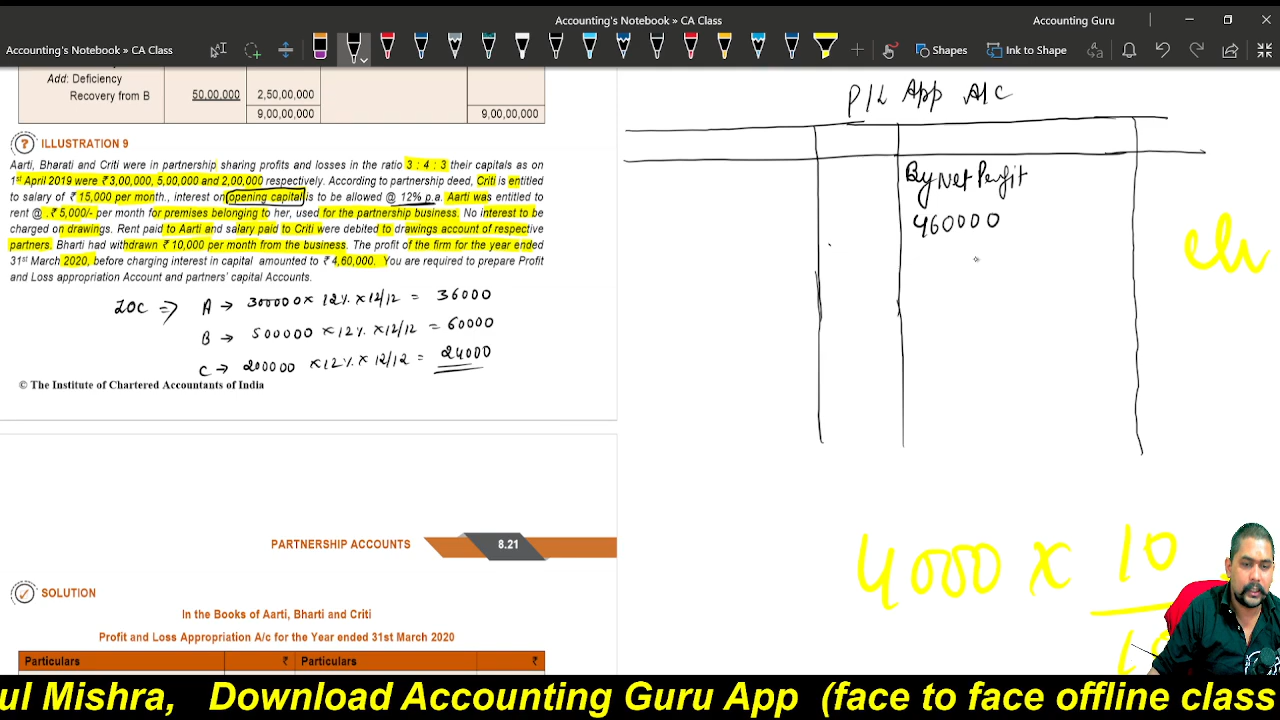 Accounting's Notebook » CA Class
Accounting Guru
Accounting's Notebook » CA Class
Shapes
Ink to Shape
Add: Deficiency
Recovery from B 50,00,000 2,50,00,000
9,00,00,000 9,00,00,000
ILLUSTRATION 9
Aarti, Bharati and Criti were in partnership sharing profits and losses in the ratio 3 : 4 : 3 their capitals as on
1st April 2019 were ₹ 3,00,000, 5,00,000 and 2,00,000 respectively. According to partnership deed, Criti is entitled
to salary of ₹ 15,000 per month., interest on opening capital is to be allowed @ 12% p.a. Aarti was entitled to
rent @ .₹ 5,000/- per month for premises belonging to her, used for the partnership business. No interest to be
charged on drawings. Rent paid to Aarti and salary paid to Criti were debited to drawings account of respective
partners. Bharti had withdrawn ₹ 10,000 per month from the business. The profit of the firm for the year ended
31st March 2020, before charging interest in capital amounted to ₹ 4,60,000, You are required to prepare Profit
and Loss appropriation Account and partners' capital Accounts.
IOC ⇒ A → 300000 x 12% x 12/12 = 36000
B → 500000 x 12% x 12/12 = 60000
C → 200000 x 12% x 12/12 = 24000
© The Institute of Chartered Accountants of India
PARTNERSHIP ACCOUNTS 8.21
SOLUTION
In the Books of Aarti, Bharti and Criti
Profit and Loss Appropriation A/c for the Year ended 31st March 2020
Particulars ₹ Particulars ₹
P/L App A/C
By Net Profit
460000
4000 x 10
ul Mishra, Download Accounting Guru App (face to face offline class